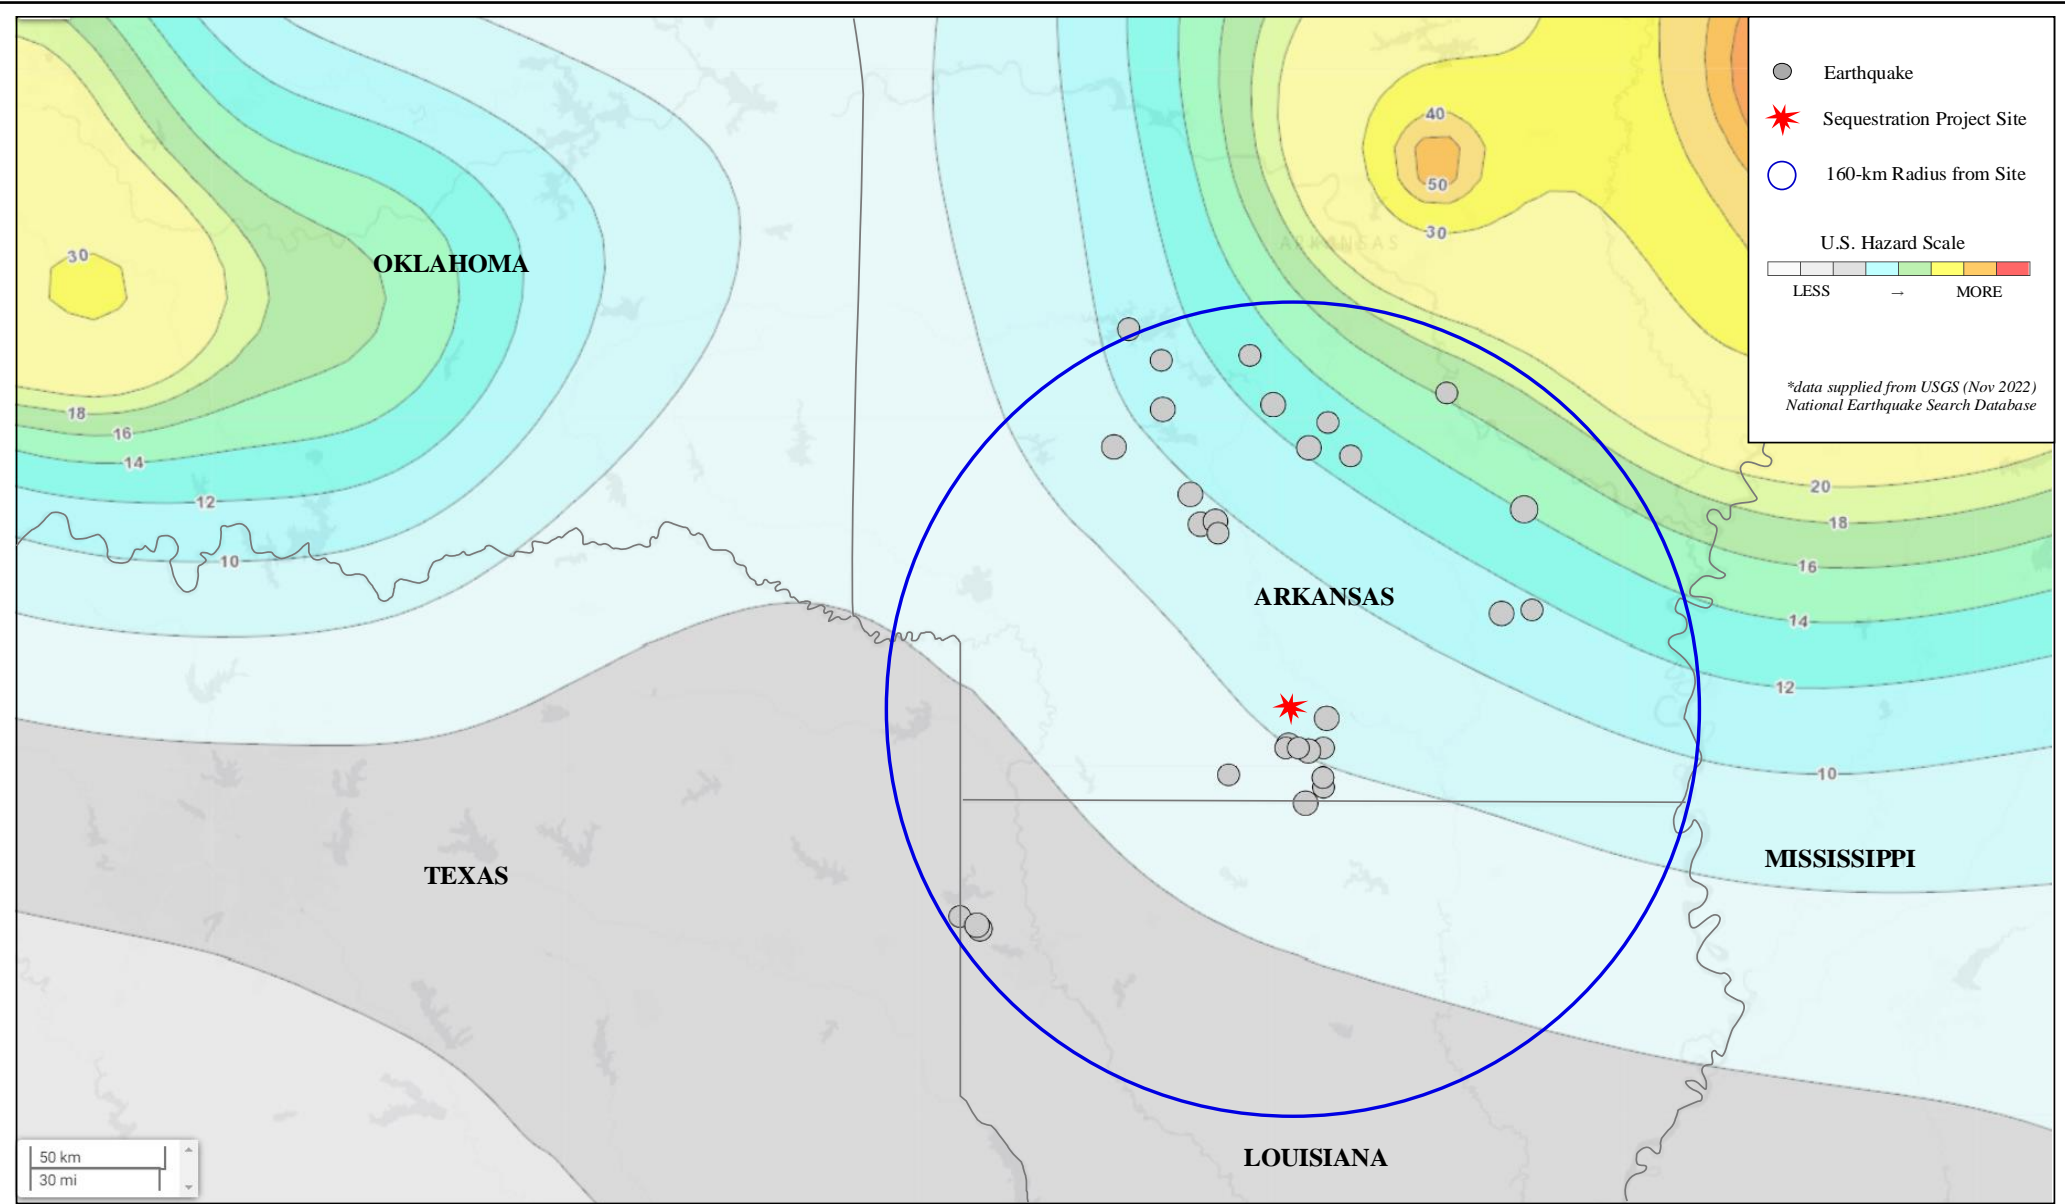 Earthquake
Sequestration Project Site
160-km Radius from Site
U.S. Hazard Scale
LESS → MORE
*data supplied from USGS (Nov 2022)
National Earthquake Search Database
40
50
30
ARKANSAS
30
OKLAHOMA
18
16
14
12
10
20
18
16
14
12
10
ARKANSAS
TEXAS
MISSISSIPPI
LOUISIANA
50 km
30 mi